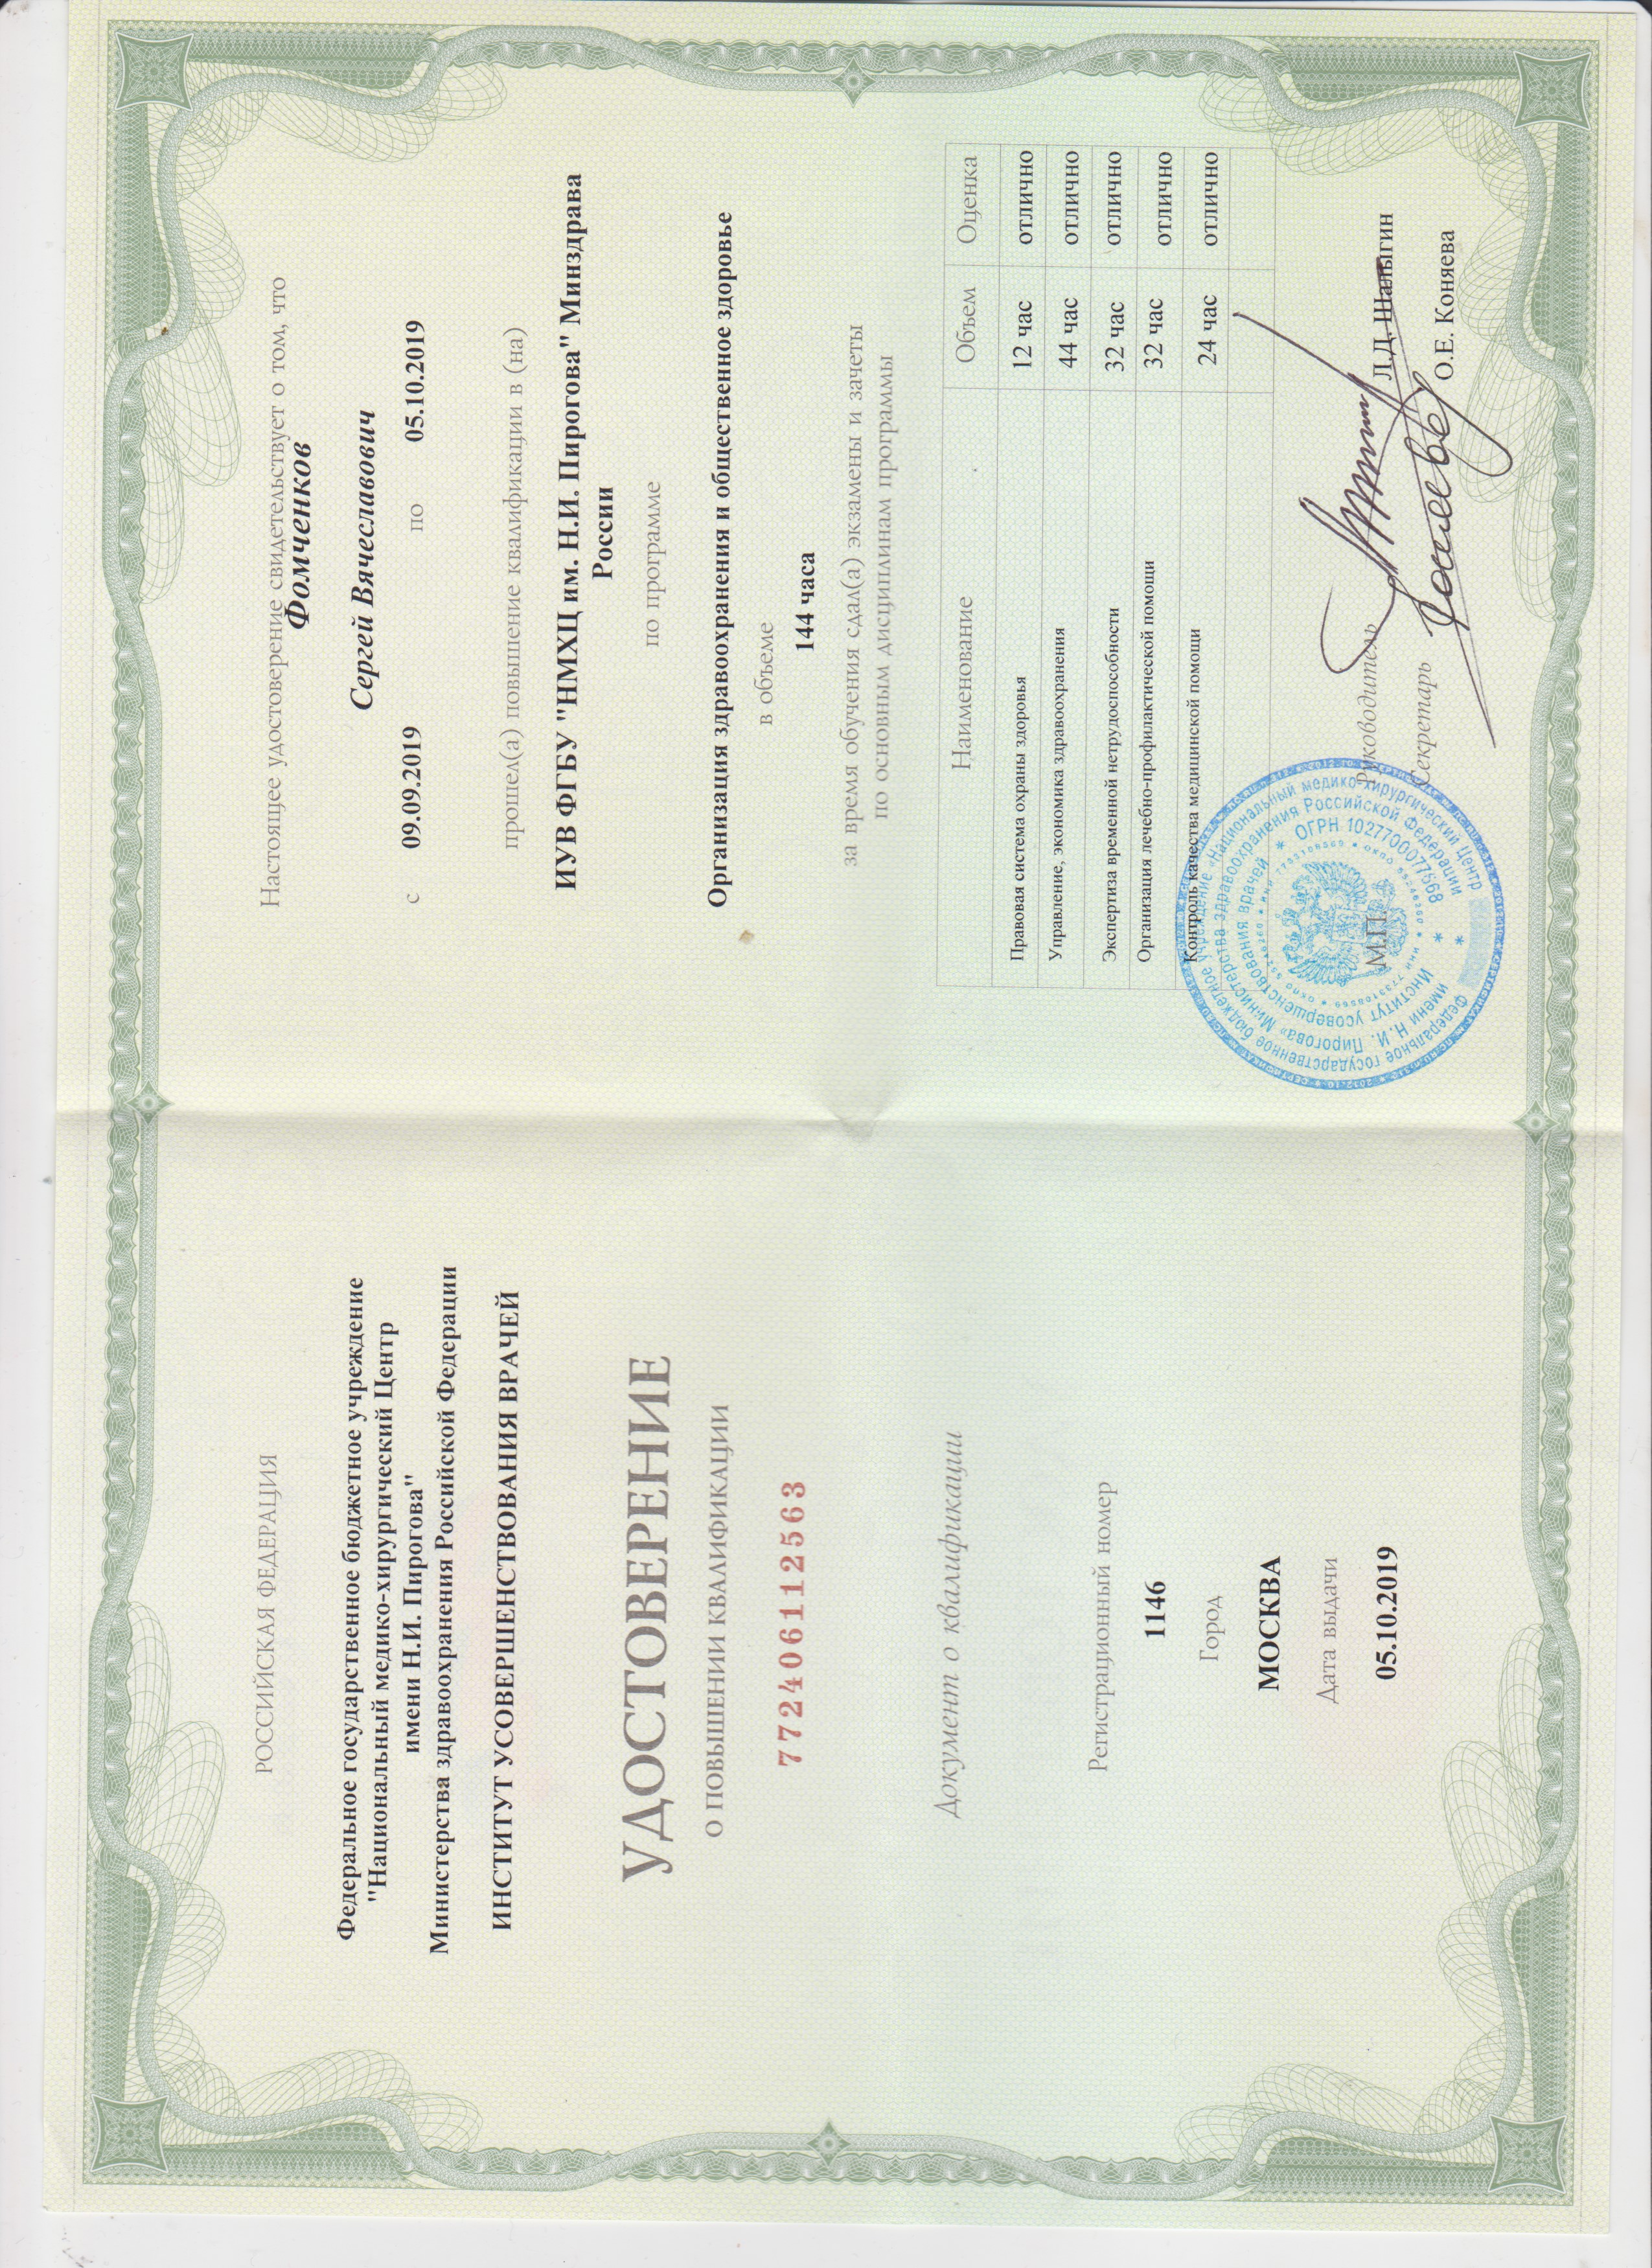 РОССИЙСКАЯ ФЕДЕРАЦИЯ
Федеральное государственное бюджетное учреждение
"Национальный медико-хирургический Центр
имени Н.И. Пирогова"
Министерства здравоохранения Российской Федерации
ИНСТИТУТ УСОВЕРШЕНСТВОВАНИЯ ВРАЧЕЙ
УДОСТОВЕРЕНИЕ
О ПОВЫШЕНИИ КВАЛИФИКАЦИИ
772406112563
Документ о квалификации
Регистрационный номер
1146
Город
МОСКВА
Дата выдачи
05.10.2019
Настоящее удостоверение свидетельствует о том, что
Фомченков
Сергей Вячеславович
с 09.09.2019 по 05.10.2019
прошел(а) повышение квалификации в (на)
ИУВ ФГБУ "НМХЦ им. Н.И. Пирогова" Минздрава
России
по программе
Организация здравоохранения и общественное здоровье
в объеме
144 часа
за время обучения сдал(а) экзамены и зачеты
по основным дисциплинам программы
Наименование Объем Оценка
Правовая система охраны здоровья 12 час отлично
Управление, экономика здравоохранения 44 час отлично
Экспертиза временной нетрудоспособности 32 час отлично
Организация лечебно-профилактической помощи 32 час отлично
Контроль качества медицинской помощи 24 час отлично
Федеральное государственное бюджетное учреждение «Национальный медико-хирургический Центр
имени Н.И. Пирогова» Министерства здравоохранения Российской Федерации
Институт усовершенствования врачей * ОГРН 1027700077568
М.П.
Руководитель Л.Д. Шалыгин
Секретарь О.Е. Коняева